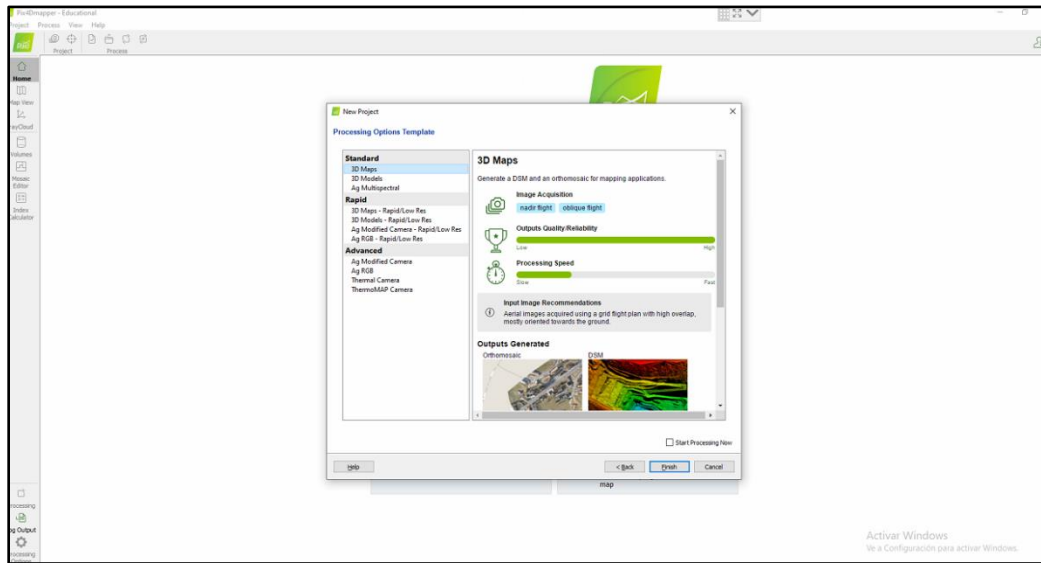 Pix4Dmapper - Educational
Project Process View Help
Project Process
Home
Map View
rayCloud
Volumes
Mosaic
Editor
Index
Calculator
New Project
Processing Options Template
Standard
3D Maps
3D Models
Ag Multispectral
Rapid
3D Maps - Rapid/Low Res
3D Models - Rapid/Low Res
Ag Modified Camera - Rapid/Low Res
Ag RGB - Rapid/Low Res
Advanced
Ag Modified Camera
Ag RGB
Thermal Camera
ThermoMAP Camera
3D Maps
Generate a DSM and an orthomosaic for mapping applications.
Image Acquisition
nadir flight oblique flight
Outputs Quality/Reliability
Low High
Processing Speed
Slow Fast
Input Image Recommendations
Aerial images acquired using a grid flight plan with high overlap,
mostly oriented towards the ground.
Outputs Generated
Orthomosaic DSM
Start Processing Now
Help < Back Finish Cancel
map
rocessing
og Output
rocessing
Options
Activar Windows
Ve a Configuración para activar Windows.